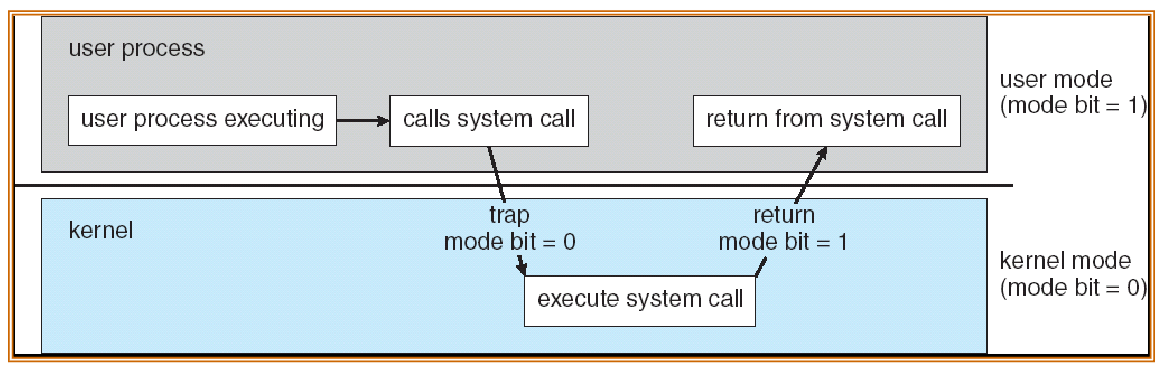 user process
user mode
(mode bit = 1)
user process executing
calls system call
return from system call
trap
mode bit = 0
return
mode bit = 1
kernel
kernel mode
(mode bit = 0)
execute system call